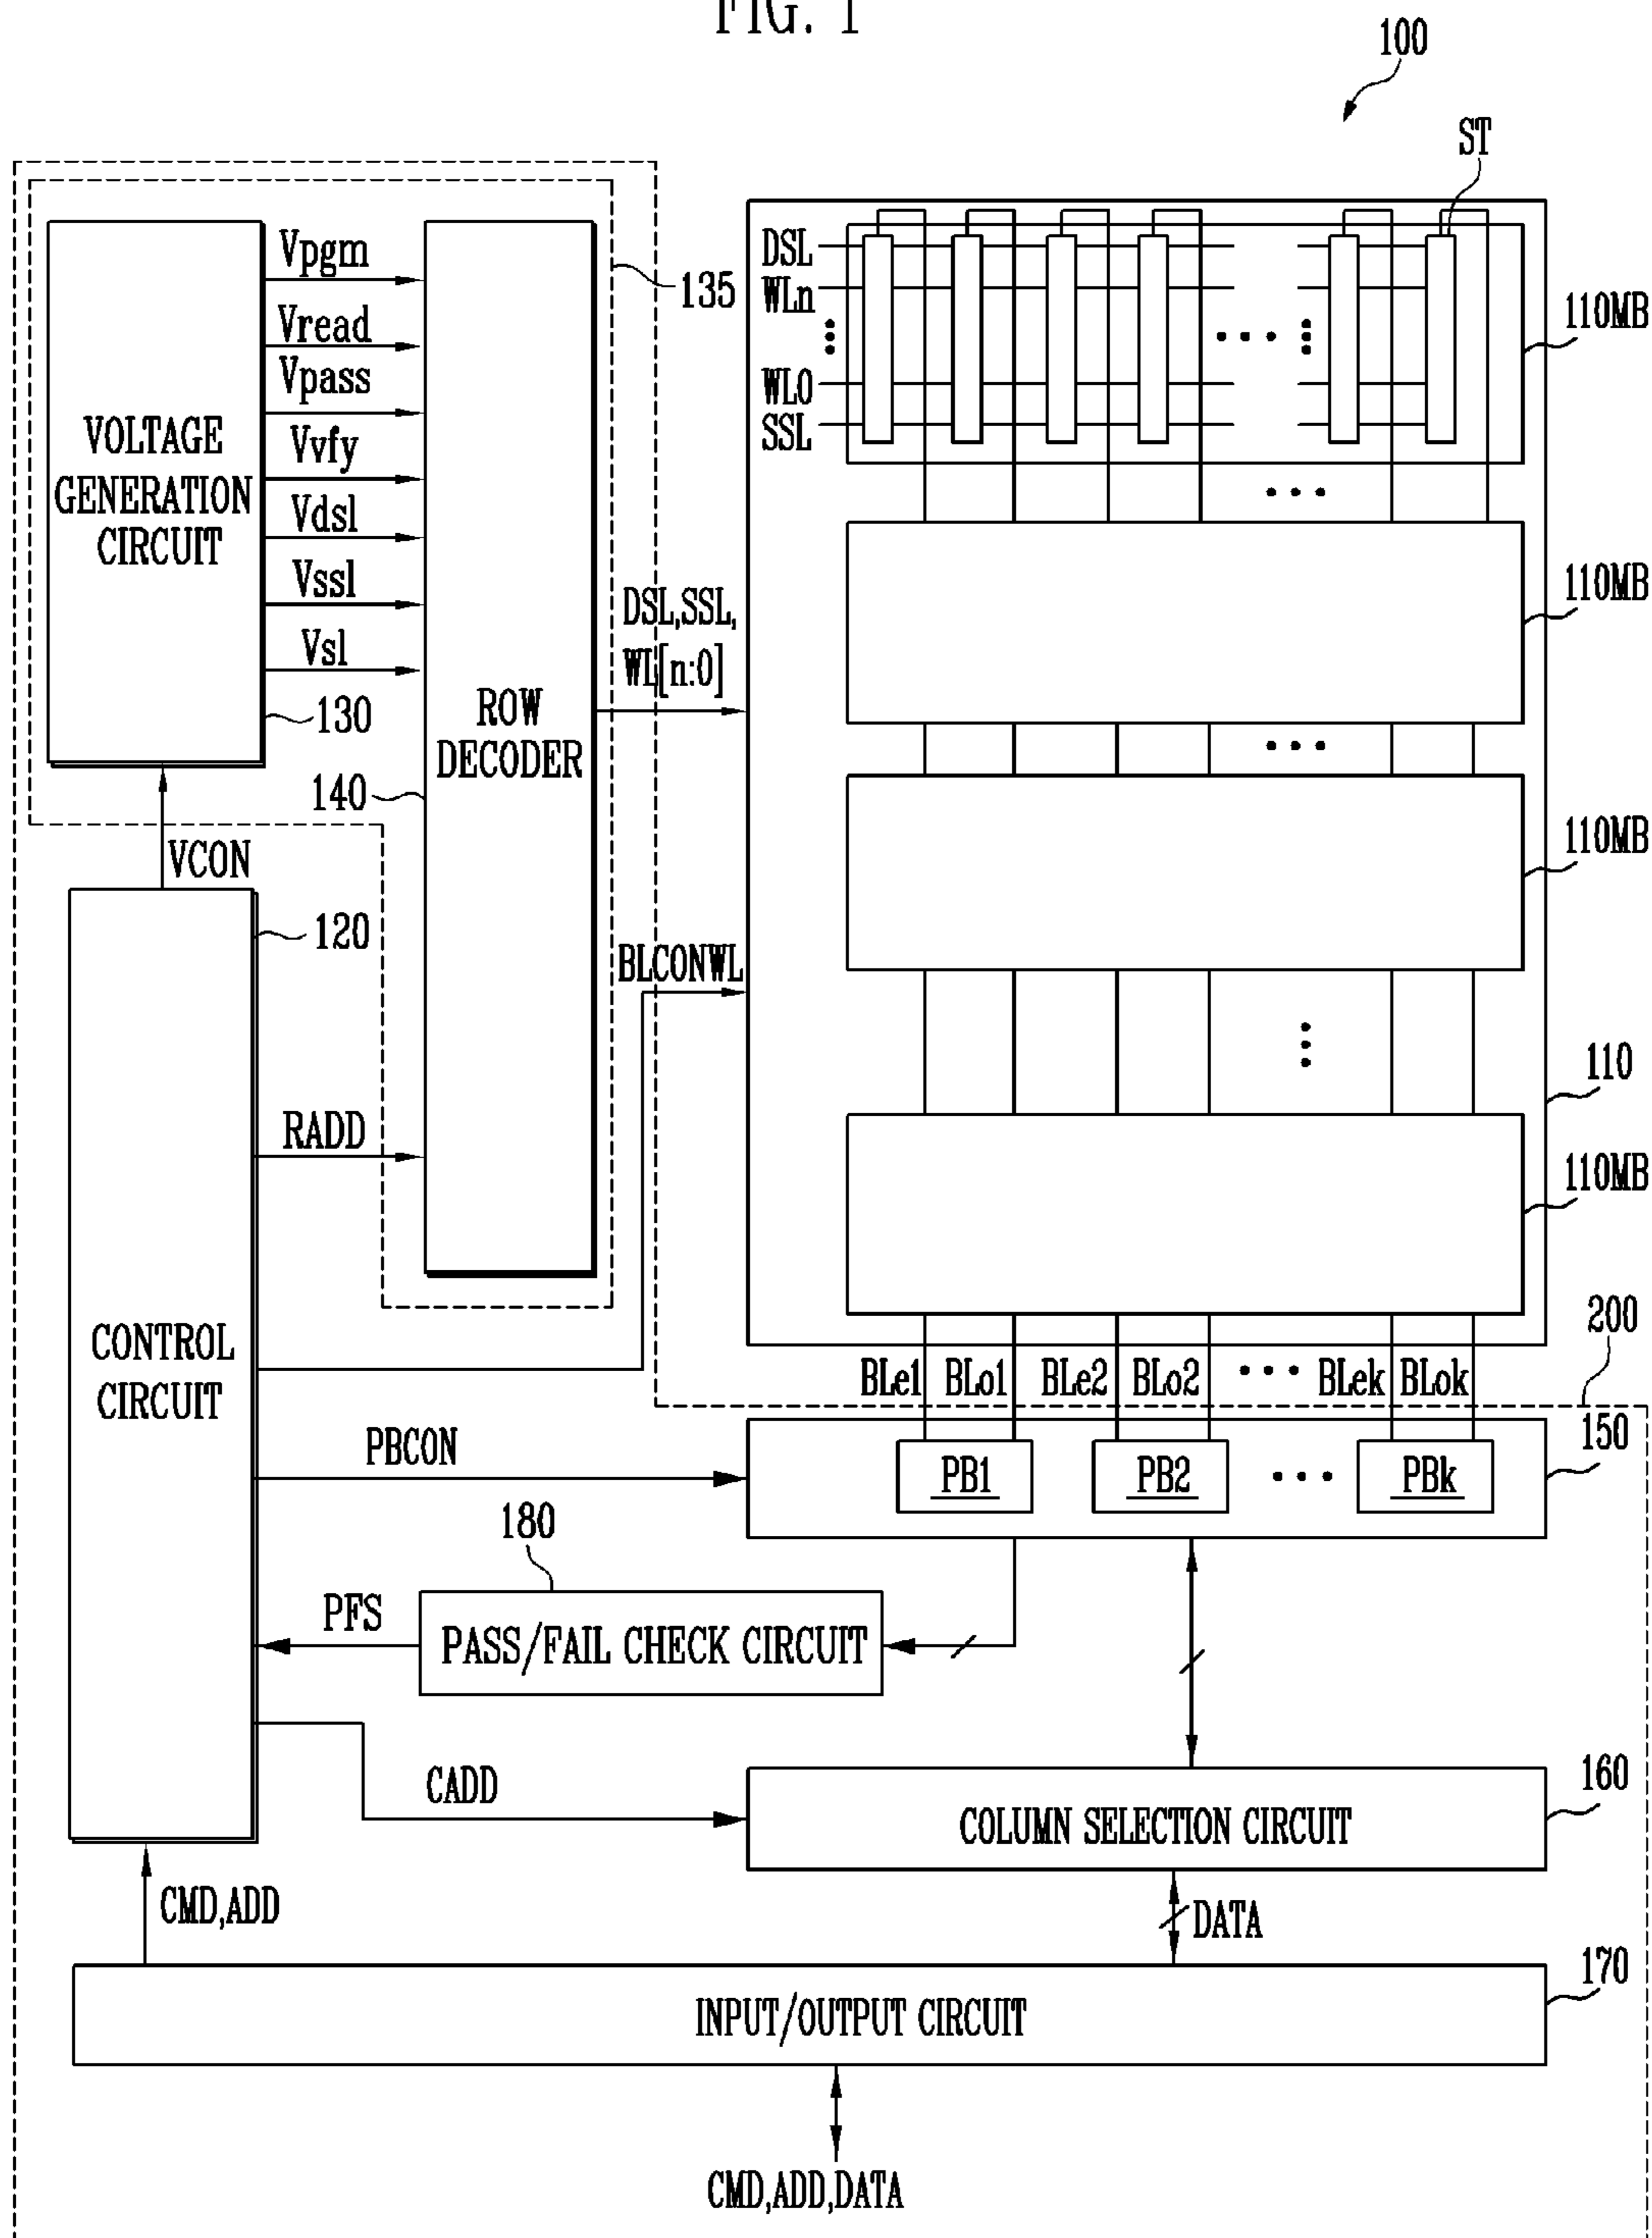 FIG. 1
100
ST
DSL
WLn
WL0
SSL
110MB
135
Vpgm
Vread
Vpass
Vvfy
Vdsl
Vssl
Vsl
VOLTAGE
GENERATION
CIRCUIT
130
ROW
DECODER
140
DSL,SSL,
WL[n:0]
110MB
110MB
VCON
120
BLCONWL
110
RADD
110MB
CONTROL
CIRCUIT
200
BLe1 BLo1 BLe2 BLo2 BLek BLok
150
PBCON
PB1 PB2 PBk
180
PFS
PASS/FAIL CHECK CIRCUIT
CADD
160
COLUMN SELECTION CIRCUIT
CMD,ADD
DATA
170
INPUT/OUTPUT CIRCUIT
CMD,ADD,DATA